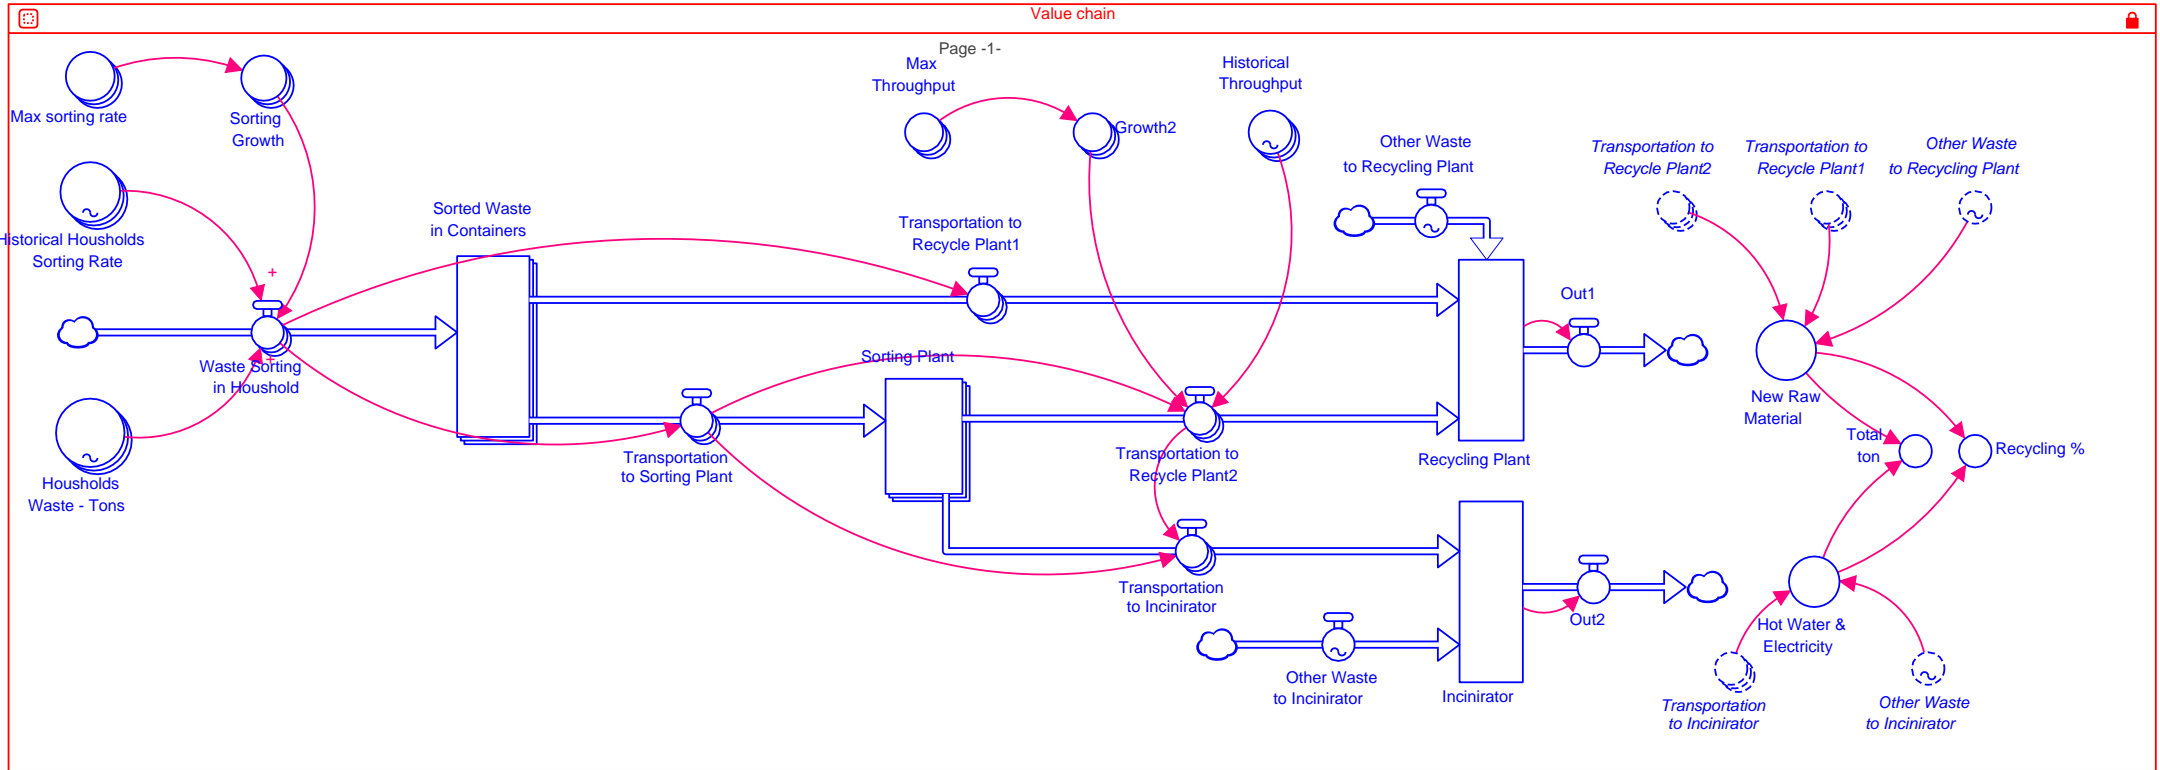 Value chain
Page -1-
Max sorting rate
Sorting
Growth
Max
Throughput
Growth2
Historical
Throughput
Other Waste
to Recycling Plant
Transportation to
Recycle Plant2
Transportation to
Recycle Plant1
Other Waste
to Recycling Plant
Historical Housholds
Sorting Rate
Sorted Waste
in Containers
Transportation to
Recycle Plant1
+
Out1
Waste Sorting
in Houshold
+
Sorting Plant
New Raw
Material
Total
ton
Recycling %
Housholds
Waste - Tons
Transportation
to Sorting Plant
Transportation to
Recycle Plant2
Recycling Plant
Transportation
to Incinirator
Out2
Hot Water &
Electricity
Other Waste
to Incinirator
Incinirator
Transportation
to Incinirator
Other Waste
to Incinirator